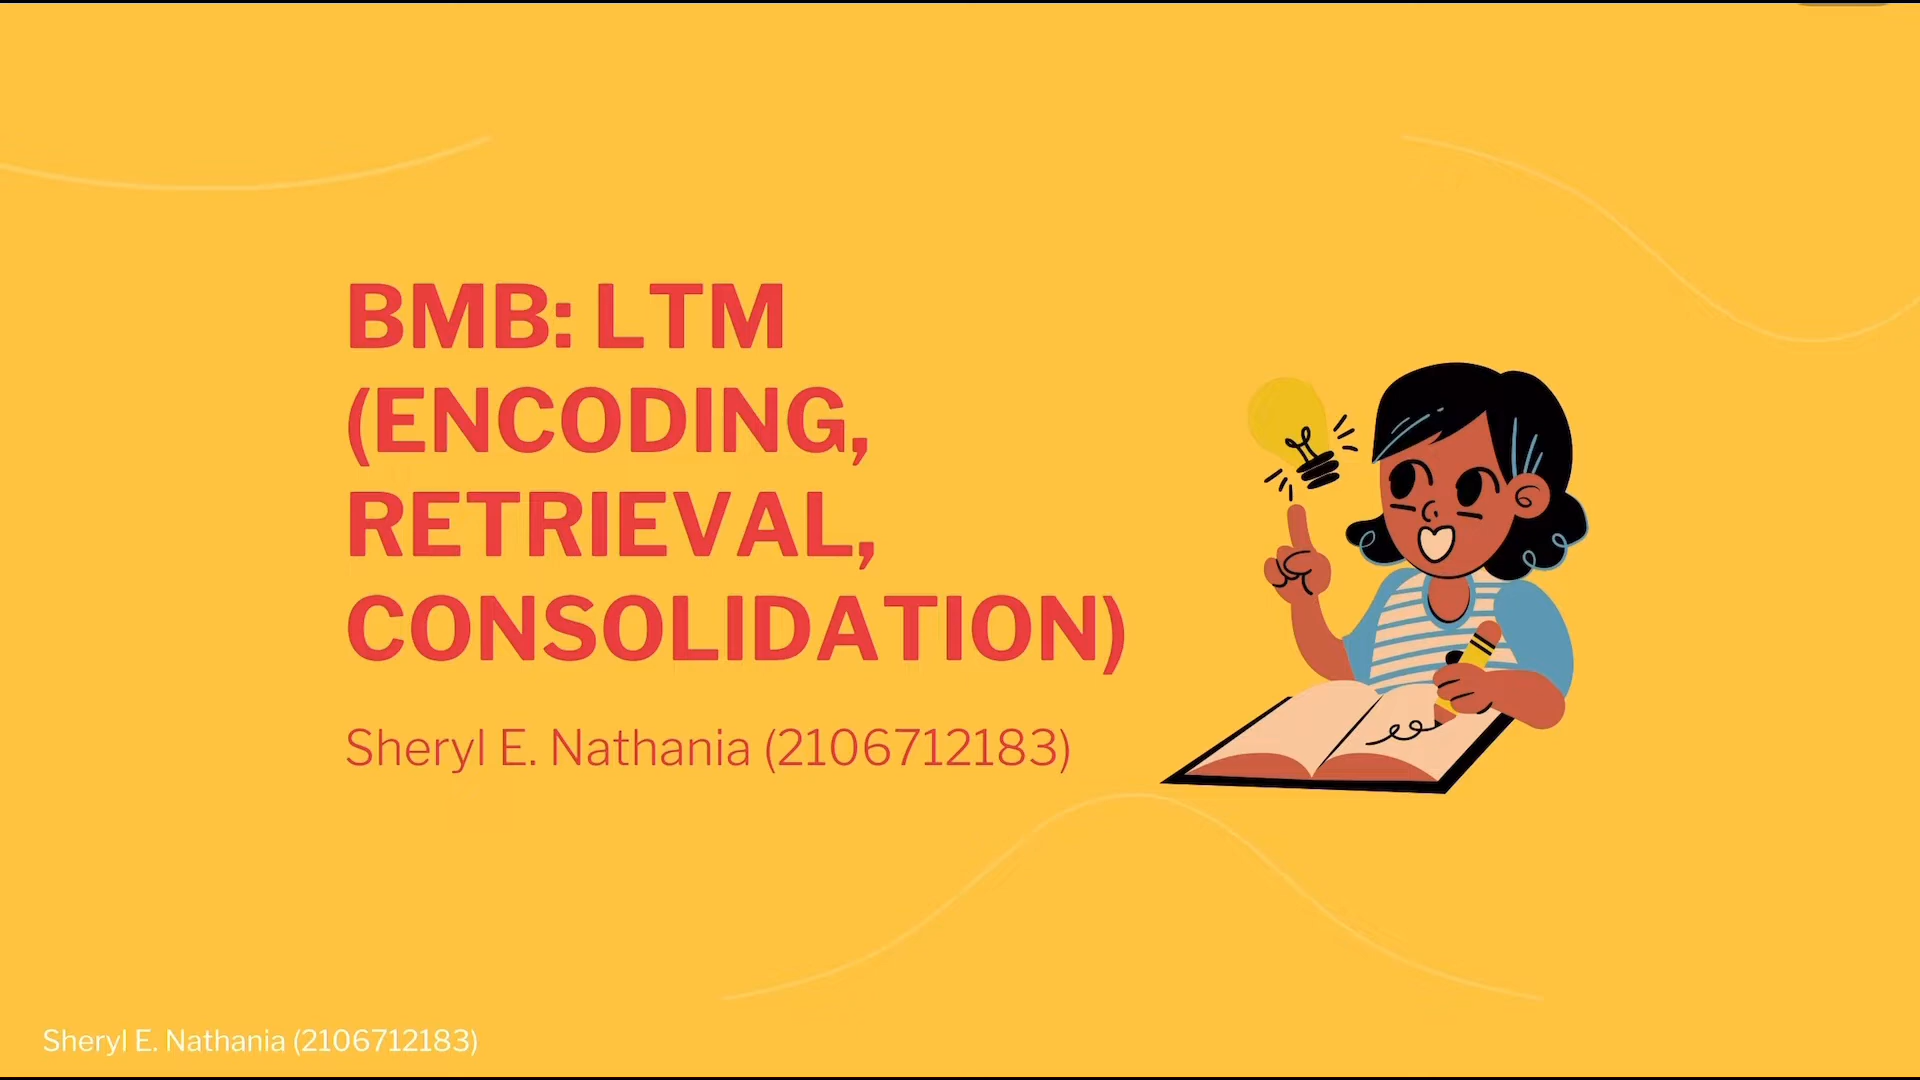 BMB: LTM
(ENCODING,
RETRIEVAL,
CONSOLIDATION)
Sheryl E. Nathania (2106712183)
Sheryl E. Nathania (2106712183)